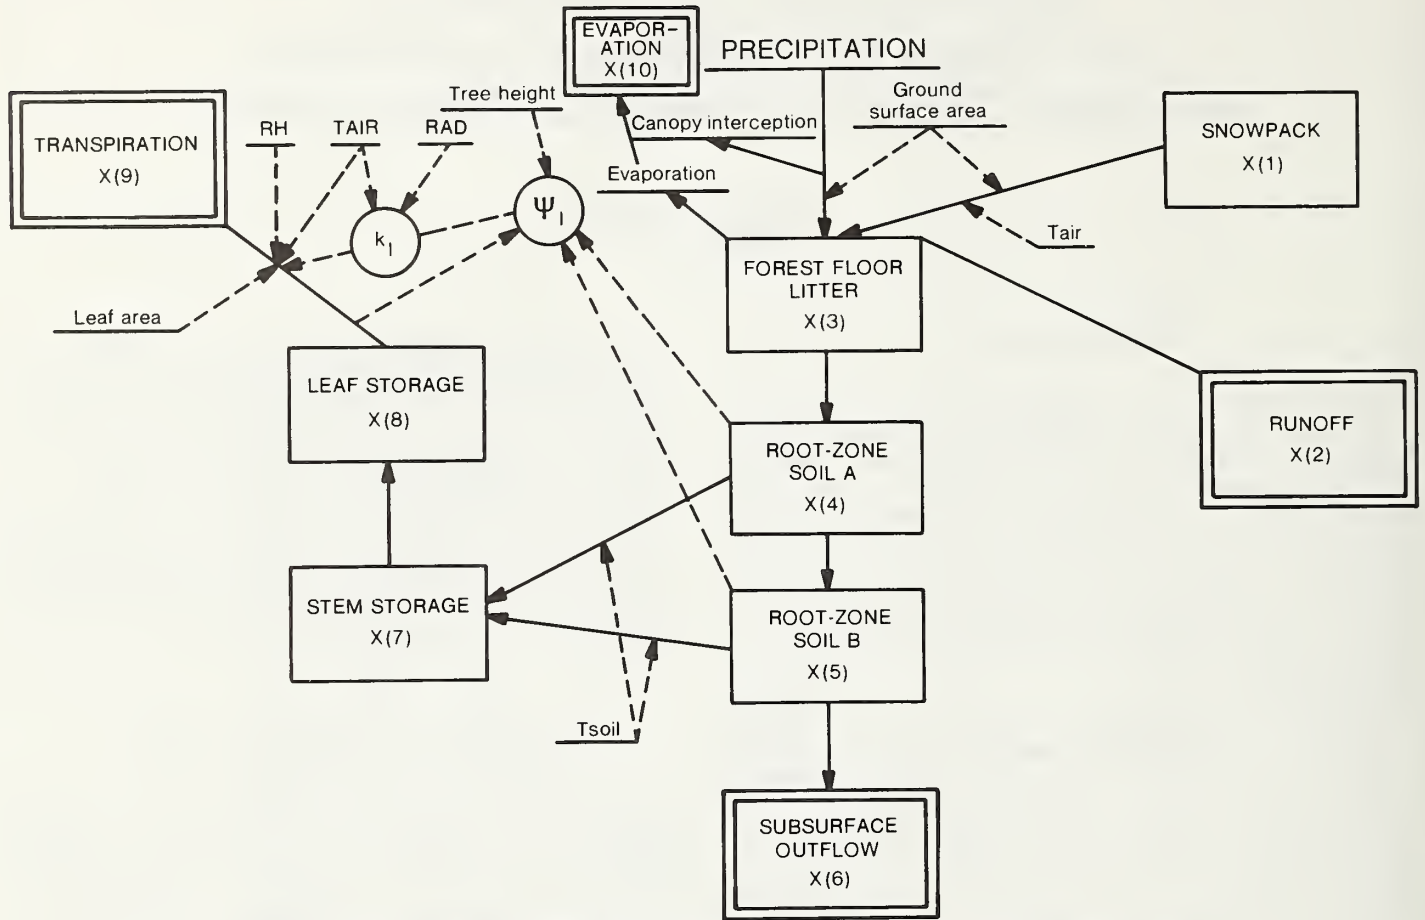 EVAPOR-
ATION
X(10)
PRECIPITATION
Tree height
Ground
surface area
Canopy interception
RH
TAIR
RAD
TRANSPIRATION
X(9)
SNOWPACK
X(1)
Evaporation
Ψl
kl
Tair
FOREST FLOOR
LITTER
X(3)
Leaf area
LEAF STORAGE
X(8)
RUNOFF
X(2)
ROOT-ZONE
SOIL A
X(4)
STEM STORAGE
X(7)
ROOT-ZONE
SOIL B
X(5)
Tsoil
SUBSURFACE
OUTFLOW
X(6)